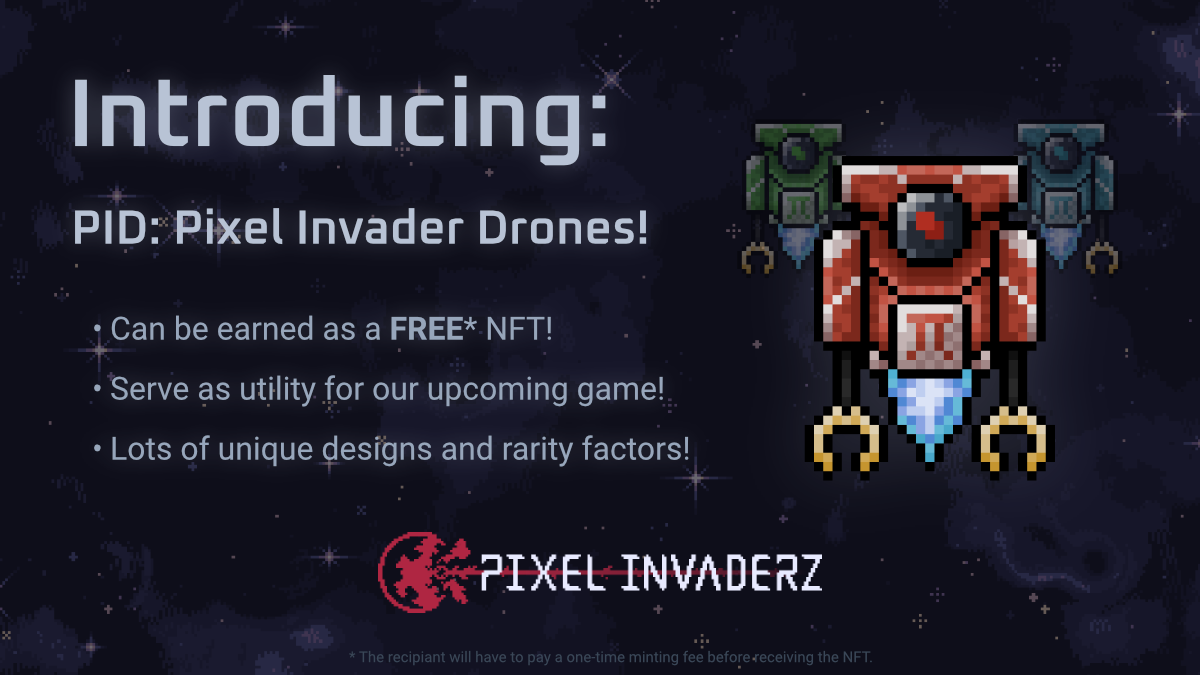 Introducing:
PID: Pixel Invader Drones!
• Can be earned as a FREE* NFT!
• Serve as utility for our upcoming game!
• Lots of unique designs and rarity factors!
PIXEL INVADERZ
* The recipiant will have to pay a one-time minting fee before receiving the NFT.